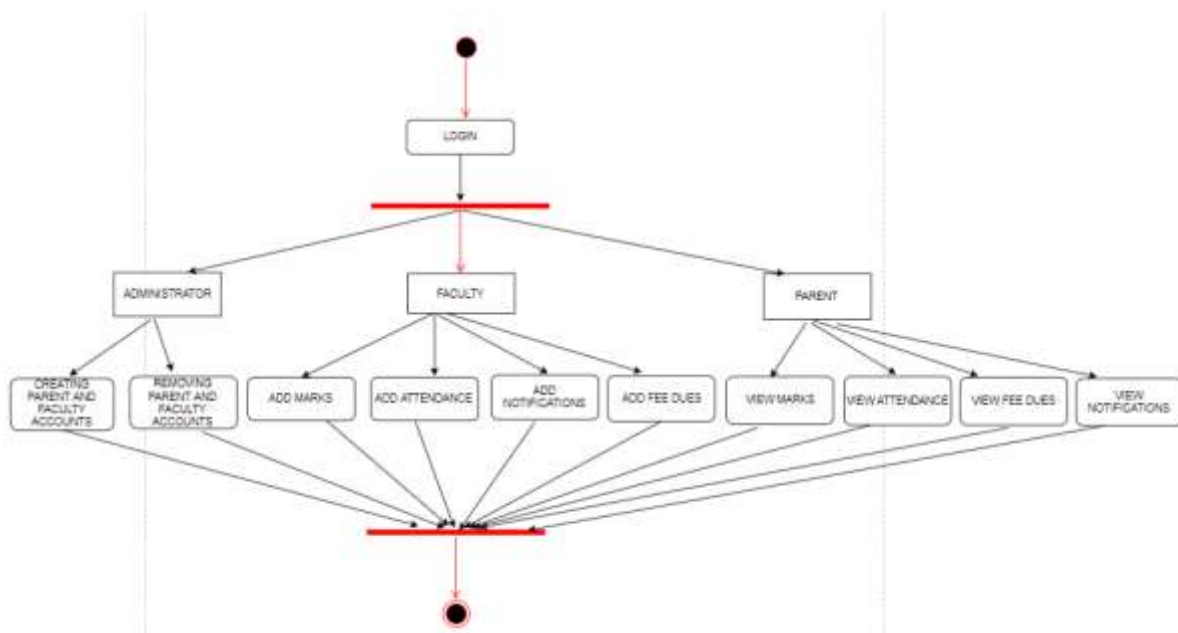 LOGIN
ADMINISTRATOR
FACULTY
PARENT
CREATING
PARENT AND
FACULTY
ACCOUNTS
REMOVING
PARENT AND
FACULTY
ACCOUNTS
ADD MARKS
ADD ATTENDANCE
ADD
NOTIFICATIONS
ADD FEE DUES
VIEW MARKS
VIEW ATTENDANCE
VIEW FEE DUES
VIEW
NOTIFICATIONS